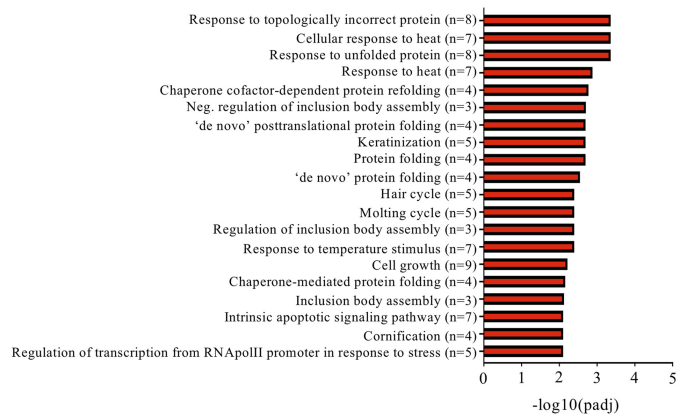 Response to topologically incorrect protein (n=8)
Cellular response to heat (n=7)
Response to unfolded protein (n=8)
Response to heat (n=7)
Chaperone cofactor-dependent protein refolding (n=4)
Neg. regulation of inclusion body assembly (n=3)
‘de novo’ posttranslational protein folding (n=4)
Keratinization (n=5)
Protein folding (n=4)
‘de novo’ protein folding (n=4)
Hair cycle (n=5)
Molting cycle (n=5)
Regulation of inclusion body assembly (n=3)
Response to temperature stimulus (n=7)
Cell growth (n=9)
Chaperone-mediated protein folding (n=4)
Inclusion body assembly (n=3)
Intrinsic apoptotic signaling pathway (n=7)
Cornification (n=4)
Regulation of transcription from RNApolII promoter in response to stress (n=5)
0 1 2 3 4 5
-log10(padj)